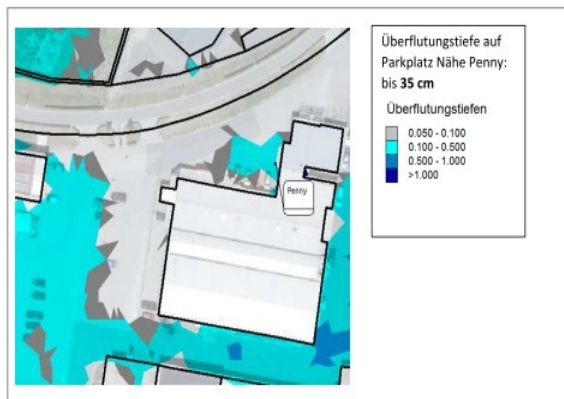 Überflutungstiefe auf
Parkplatz Nähe Penny:
bis 35 cm
Überflutungstiefen
0.050 - 0.100
0.100 - 0.500
0.500 - 1.000
>1.000
Penny